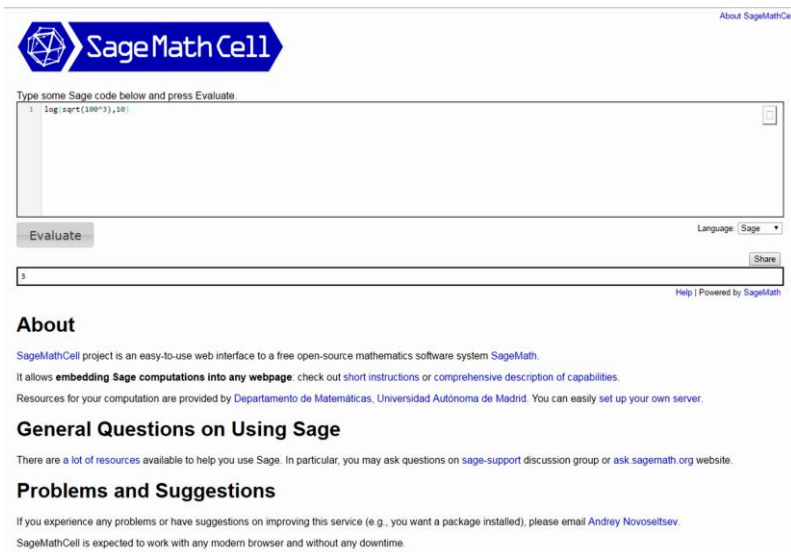 About SageMathCe
SageMathCell
Type some Sage code below and press Evaluate.
1 log(sqrt(100^3),10)
Evaluate
Language: Sage
Share
3
Help | Powered by SageMath
About
SageMathCell project is an easy-to-use web interface to a free open-source mathematics software system SageMath.
It allows embedding Sage computations into any webpage: check out short instructions or comprehensive description of capabilities.
Resources for your computation are provided by Departamento de Matemáticas, Universidad Autónoma de Madrid. You can easily set up your own server.
General Questions on Using Sage
There are a lot of resources available to help you use Sage. In particular, you may ask questions on sage-support discussion group or ask.sagemath.org website.
Problems and Suggestions
If you experience any problems or have suggestions on improving this service (e.g., you want a package installed), please email Andrey Novoseltsev.
SageMathCell is expected to work with any modern browser and without any downtime.